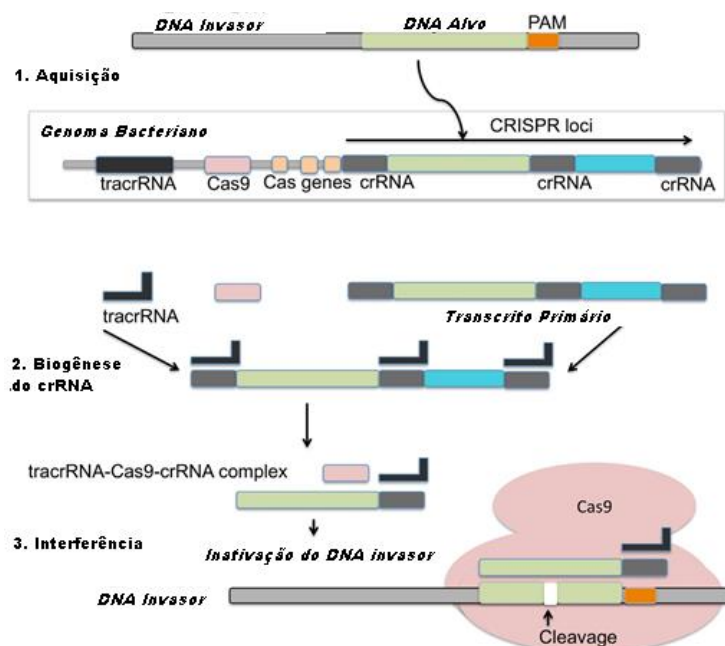 DNA Invasor DNA Alvo PAM
1. Aquisição
Genoma Bacteriano CRISPR loci
tracrRNA Cas9 Cas genes crRNA crRNA crRNA
tracrRNA Transcrito Primário
2. Biogênese
do crRNA
tracrRNA-Cas9-crRNA complex
Cas9
3. Interferência
Inativação do DNA invasor
DNA Invasor
Cleavage